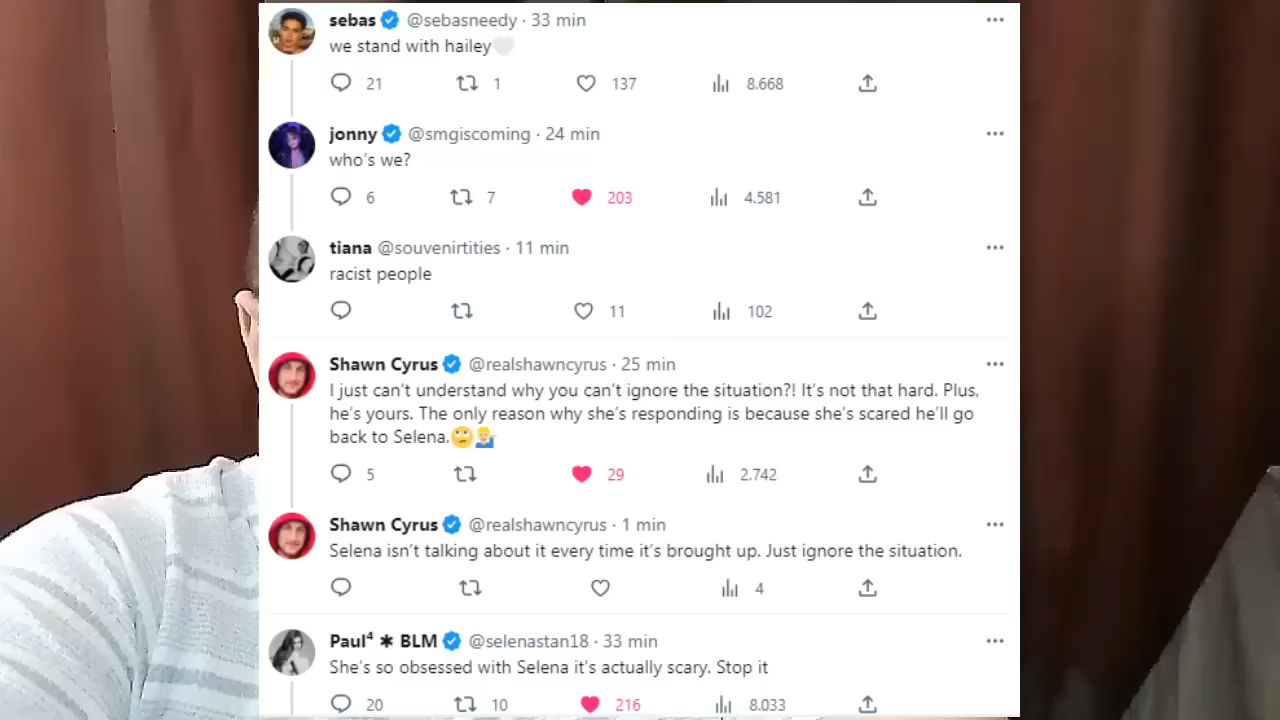 sebas @sebasneedy · 33 min
we stand with hailey🤍
21 1 137 8.668
jonny @smgiscoming · 24 min
who's we?
6 7 203 4.581
tiana @souvenirtities · 11 min
racist people
11 102
Shawn Cyrus @realshawncyrus · 25 min
I just can't understand why you can't ignore the situation?! It's not that hard. Plus,
he's yours. The only reason why she's responding is because she's scared he'll go
back to Selena.🙄💁🏼‍♂️
5 29 2.742
Shawn Cyrus @realshawncyrus · 1 min
Selena isn't talking about it every time it's brought up. Just ignore the situation.
4
Paul⁴ ✱ BLM @selenastan18 · 33 min
She's so obsessed with Selena it's actually scary. Stop it
20 10 216 8.033